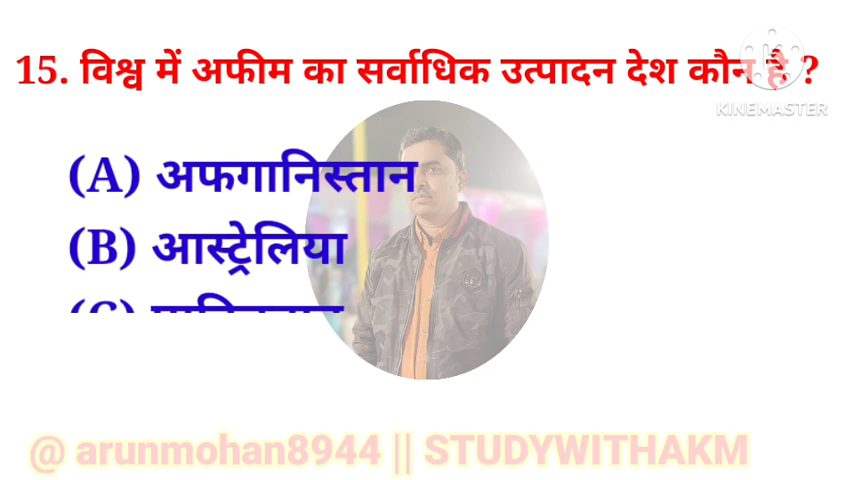 15. विश्व में अफीम का सर्वाधिक उत्पादन देश कौन है ?
KINEMASTER
(A) अफगानिस्तान
(B) आस्ट्रेलिया
(C)
@ arunmohan8944 || STUDYWITHAKM